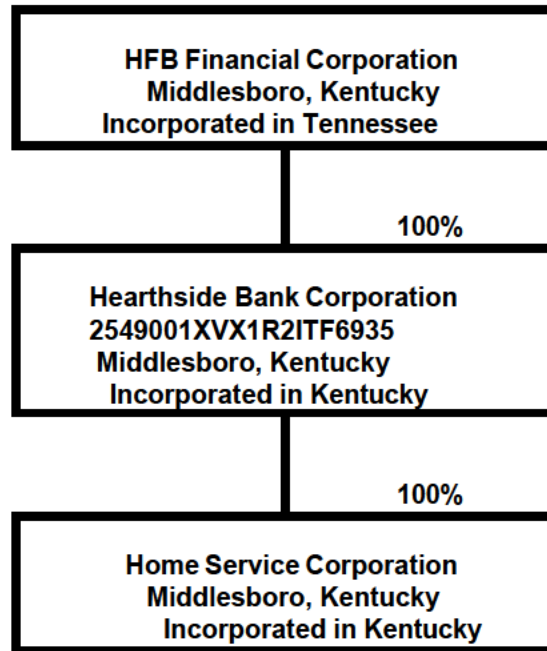 HFB Financial Corporation
Middlesboro, Kentucky
Incorporated in Tennessee
100%
Hearthside Bank Corporation
2549001XVX1R2ITF6935
Middlesboro, Kentucky
Incorporated in Kentucky
100%
Home Service Corporation
Middlesboro, Kentucky
Incorporated in Kentucky